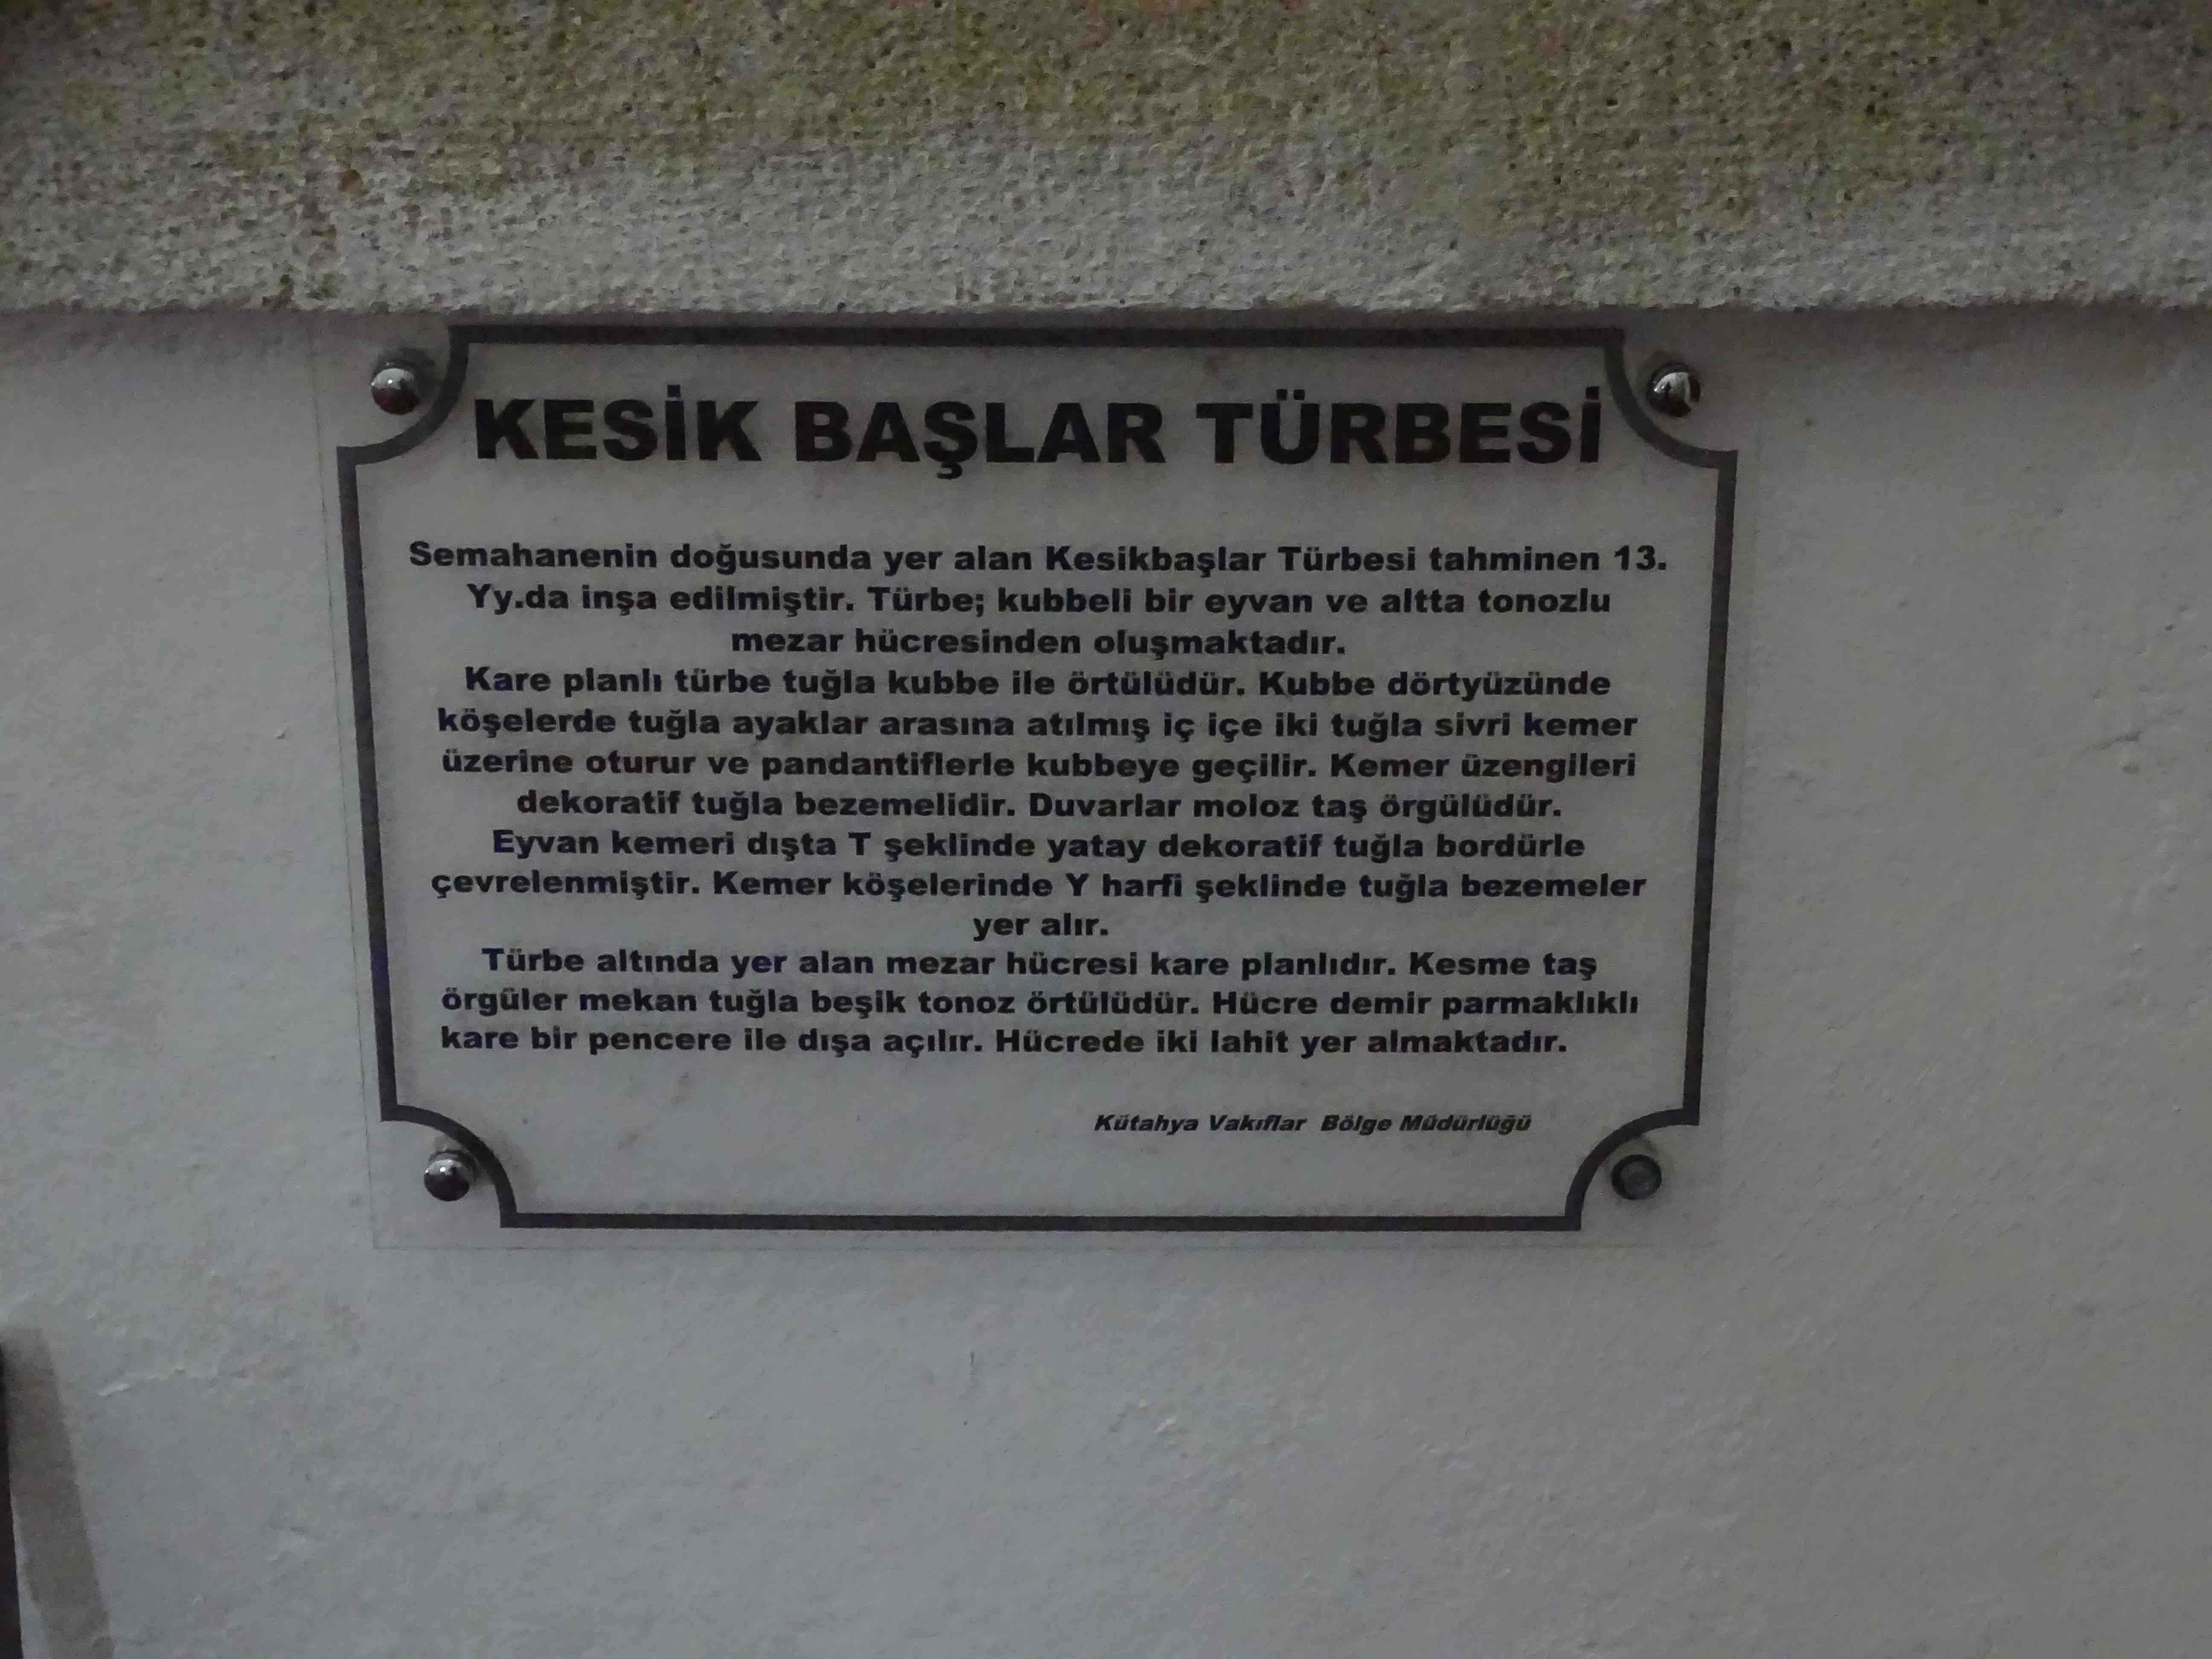 KESİK BAŞLAR TÜRBESİ
Semahanenin doğusunda yer alan Kesikbaşlar Türbesi tahminen 13.
Yy.da inşa edilmiştir. Türbe; kubbeli bir eyvan ve altta tonozlu
mezar hücresinden oluşmaktadır.
Kare planlı türbe tuğla kubbe ile örtülüdür. Kubbe dörtyüzünde
köşelerde tuğla ayaklar arasına atılmış iç içe iki tuğla sivri kemer
üzerine oturur ve pandantiflerle kubbeye geçilir. Kemer üzengileri
dekoratif tuğla bezemelidir. Duvarlar moloz taş örgülüdür.
Eyvan kemeri dışta T şeklinde yatay dekoratif tuğla bordürle
çevrelenmiştir. Kemer köşelerinde Y harfi şeklinde tuğla bezemeler
yer alır.
Türbe altında yer alan mezar hücresi kare planlıdır. Kesme taş
örgüler mekan tuğla beşik tonoz örtülüdür. Hücre demir parmaklıklı
kare bir pencere ile dışa açılır. Hücrede iki lahit yer almaktadır.
Kütahya Vakıflar Bölge Müdürlüğü